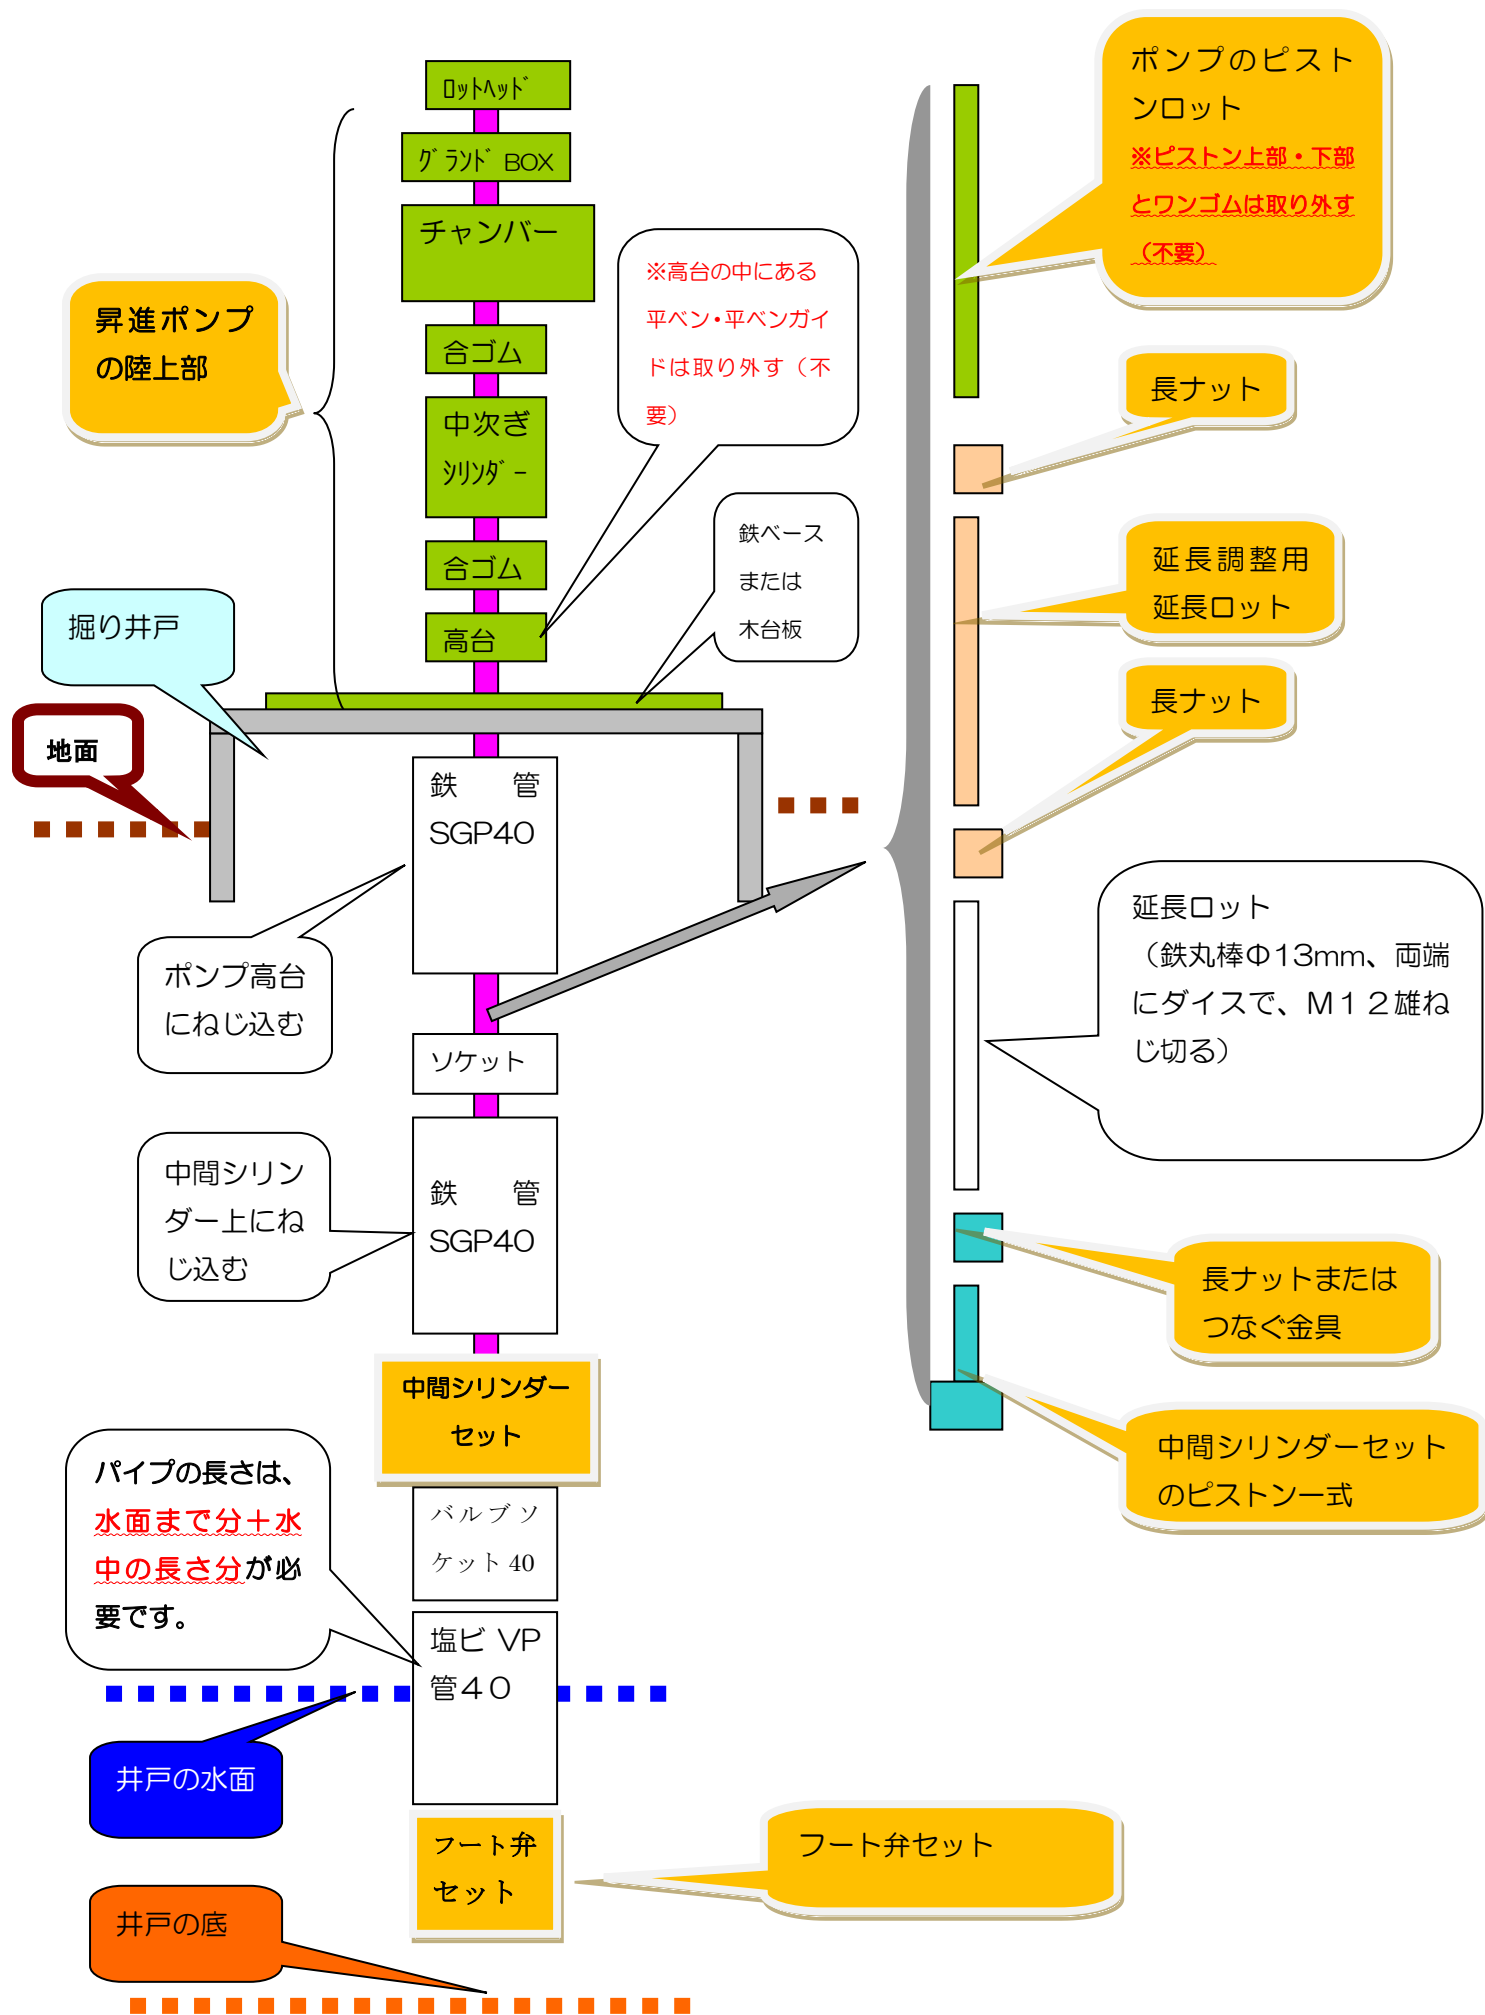 ﾛｯﾄﾍｯﾄﾞ
ｸﾞﾗﾝﾄﾞ BOX
チャンバー
合ゴム
中次ぎ
ｼﾘﾝﾀﾞｰ
合ゴム
高台
昇進ポンプ
の陸上部
※高台の中にある
平ベン・平ベンガイ
ドは取り外す（不
要）
鉄ベース
または
木台板
掘り井戸
地面
鉄　管
SGP40
ポンプ高台
にねじ込む
ソケット
鉄　管
SGP40
中間シリン
ダー上にね
じ込む
中間シリンダー
セット
バルブソ
ケット 40
パイプの長さは、
水面まで分＋水
中の長さ分が必
要です。
塩ビ VP
管４０
井戸の水面
フート弁
セット
フート弁セット
井戸の底
ポンプのピスト
ンロット
※ピストン上部・下部
とワンゴムは取り外す
（不要）
長ナット
延長調整用
延長ロット
長ナット
延長ロット
（鉄丸棒Φ13mm、両端
にダイスで、Ｍ１２雄ね
じ切る）
長ナットまたは
つなぐ金具
中間シリンダーセット
のピストン一式